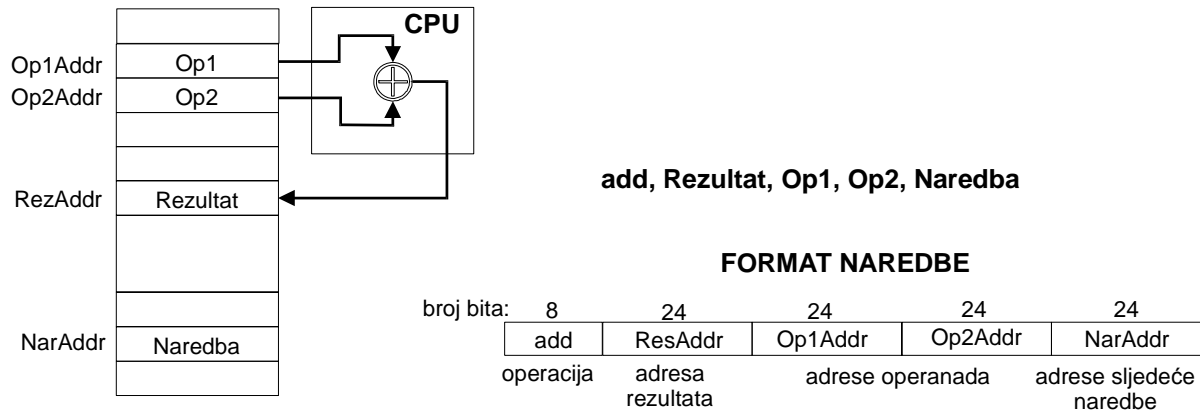 CPU
Op1Addr
Op1
Op2Addr
Op2
RezAddr
Rezultat
NarAddr
Naredba
add, Rezultat, Op1, Op2, Naredba
FORMAT NAREDBE
broj bita: 8 24 24 24 24
add ResAddr Op1Addr Op2Addr NarAddr
operacija adresa rezultata adrese operanada adrese sljedeće naredbe